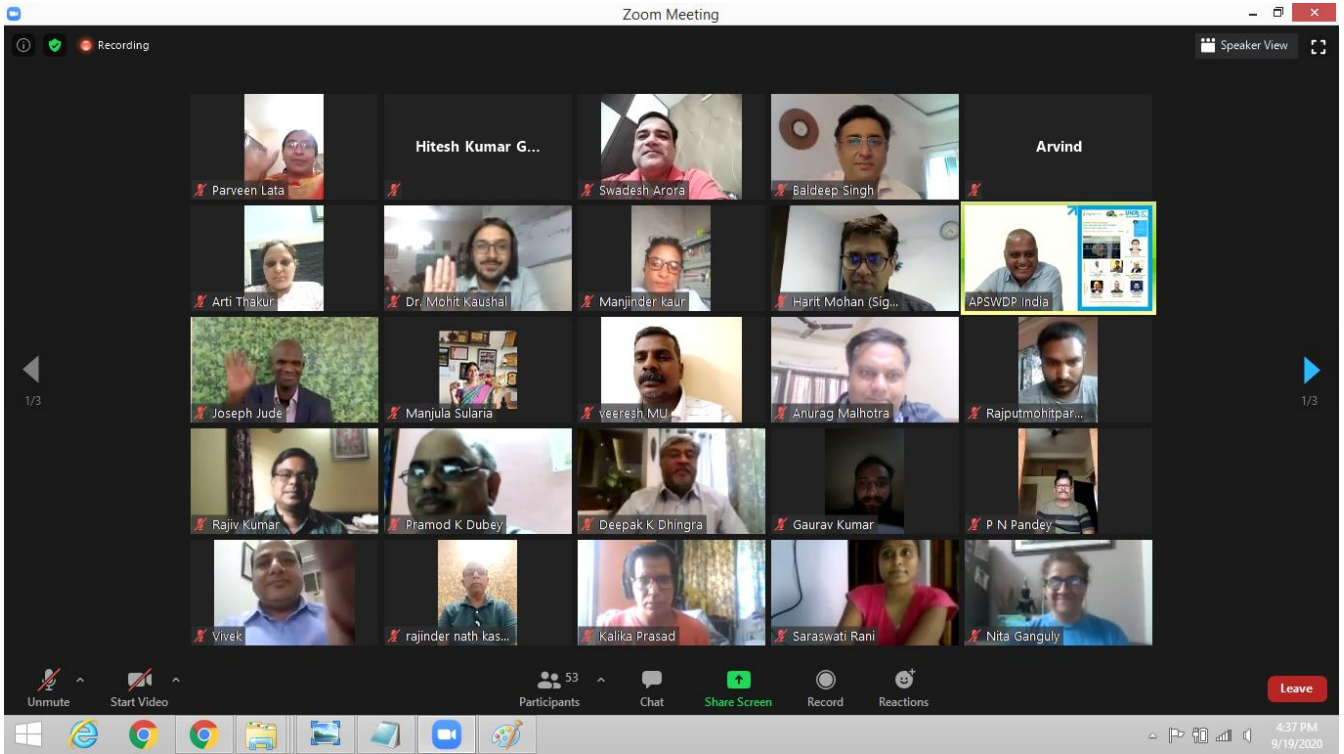 Zoom Meeting
Recording
Speaker View
Parveen Lata
Hitesh Kumar G...
Swadesh Arora
Baldeep Singh
Arvind
Arti Thakur
Dr. Mohit Kaushal
Manjinder kaur
Harit Mohan (Sig...
APSWDP India
Joseph Jude
Manjula Sularia
veeresh MU
Anurag Malhotra
Rajputmohitpar...
1/3
1/3
Rajiv Kumar
Pramod K Dubey
Deepak K Dhingra
Gaurav Kumar
P N Pandey
Vivek
rajinder nath kas...
Kalika Prasad
Saraswati Rani
Nita Ganguly
Unmute
Start Video
53
Participants
Chat
Share Screen
Record
Reactions
Leave
4:37 PM
9/19/2020